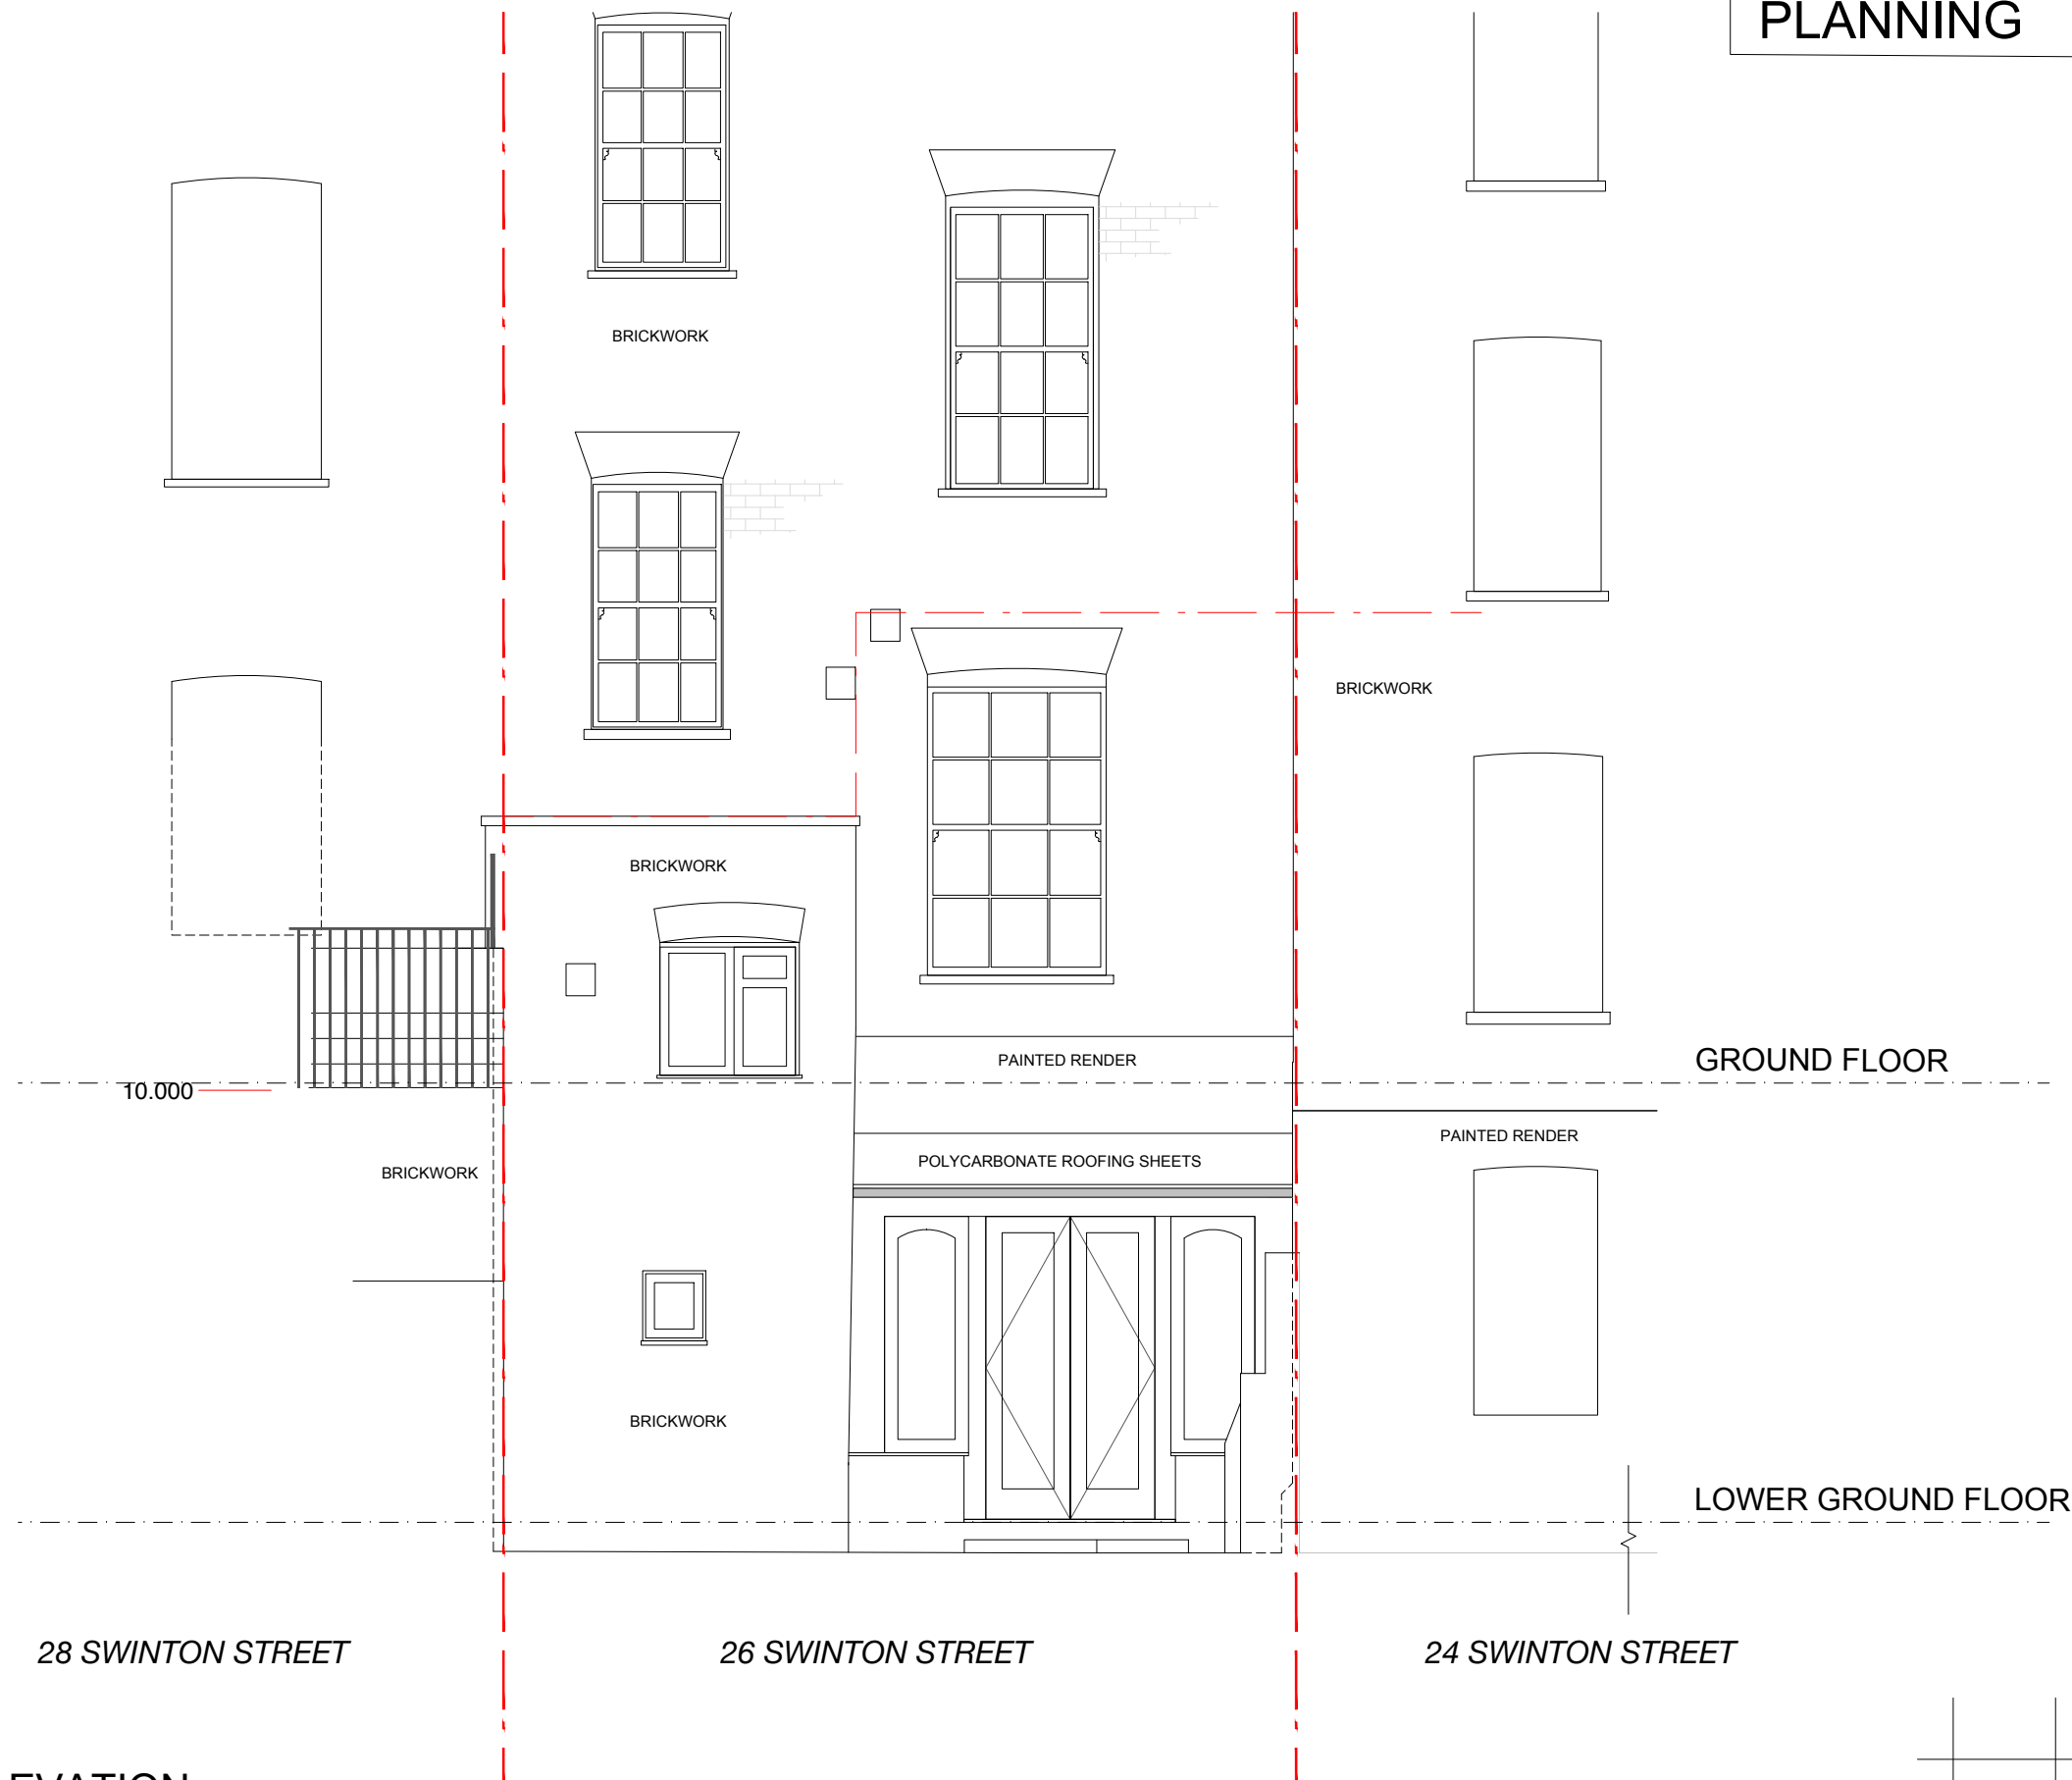 PLANNING
BRICKWORK
BRICKWORK
BRICKWORK
PAINTED RENDER
GROUND FLOOR
10.000
PAINTED RENDER
POLYCARBONATE ROOFING SHEETS
BRICKWORK
BRICKWORK
LOWER GROUND FLOOR
28 SWINTON STREET
26 SWINTON STREET
24 SWINTON STREET
EVATION